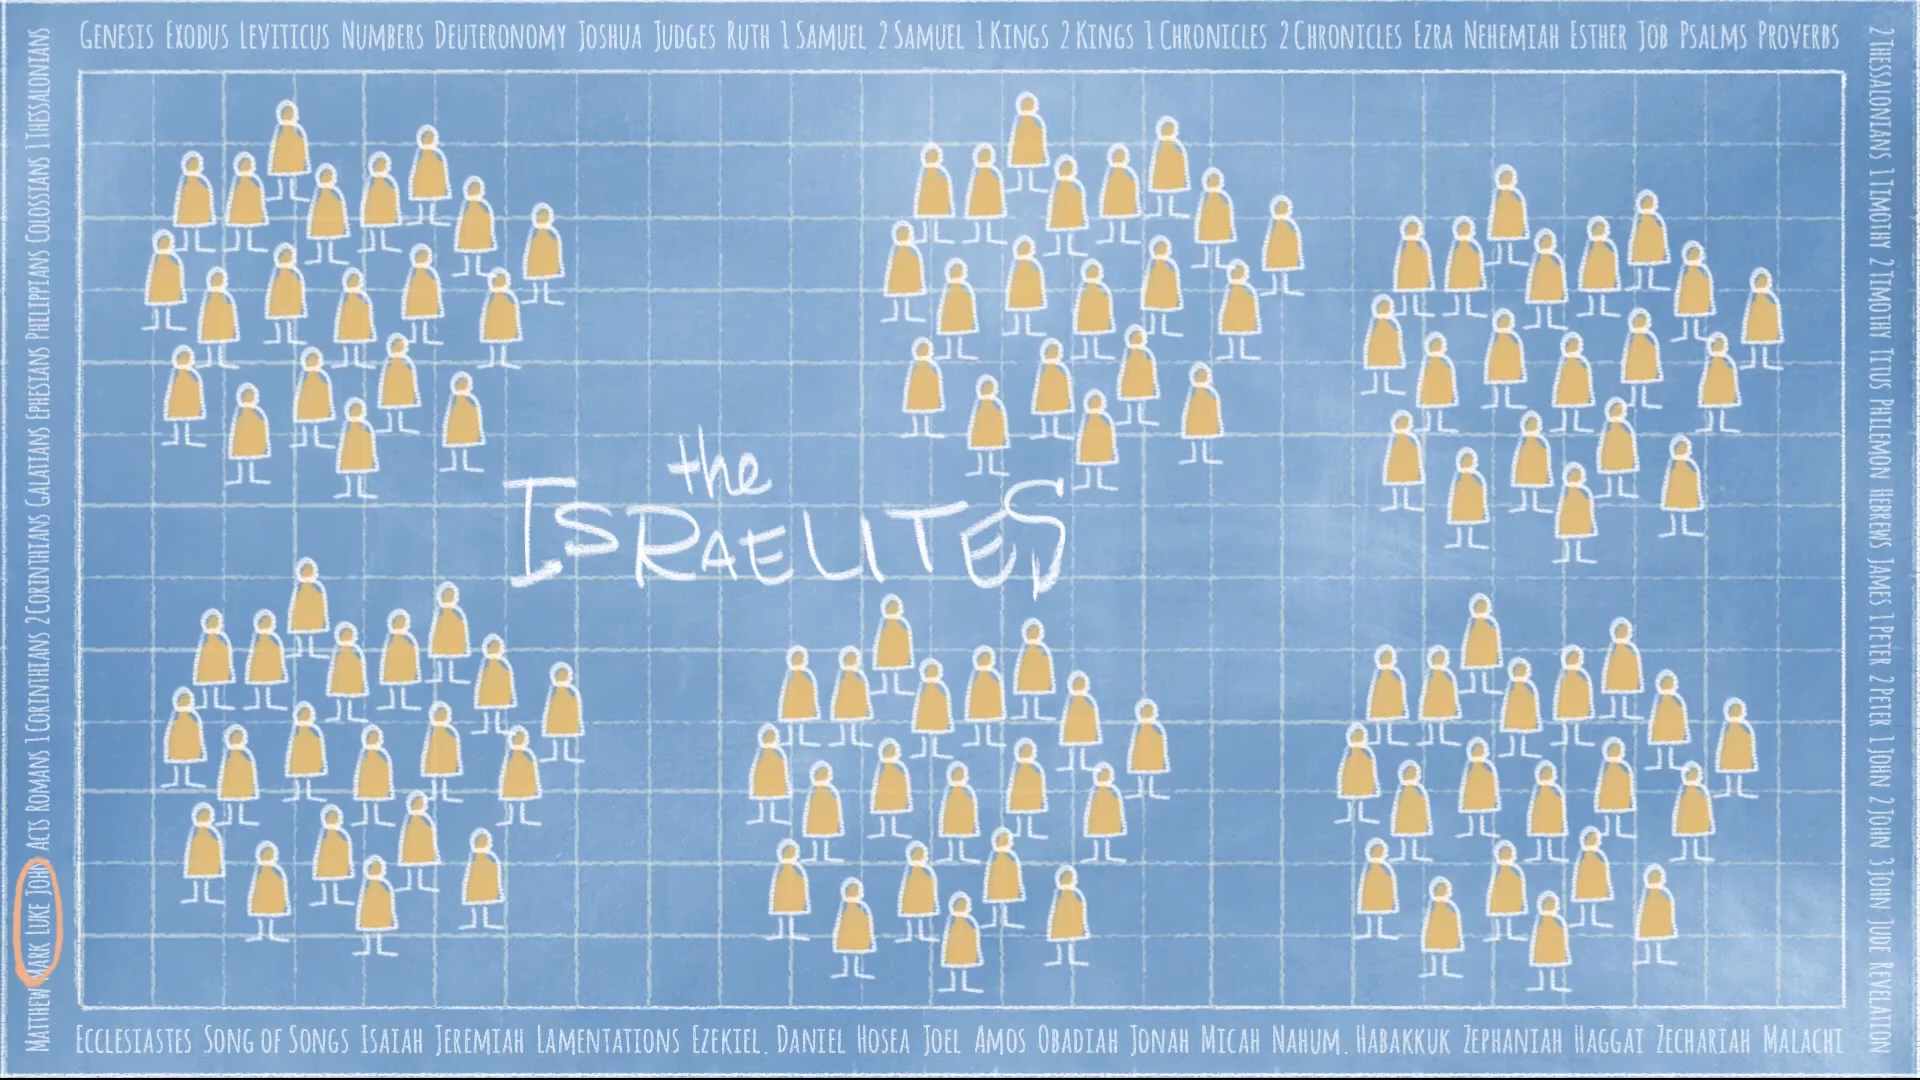 Genesis Exodus Leviticus Numbers Deuteronomy Joshua Judges Ruth 1 Samuel 2 Samuel 1 Kings 2 Kings 1 Chronicles 2 Chronicles Ezra Nehemiah Esther Job Psalms Proverbs
the
Israelites
Ecclesiastes Song of Songs Isaiah Jeremiah Lamentations Ezekiel. Daniel Hosea Joel Amos Obadiah Jonah Micah Nahum. Habakkuk Zephaniah Haggai Zechariah Malachi
Matthew Mark Luke John Acts Romans 1 Corinthians 2 Corinthians Galatians Ephesians Philippians Colossians 1 Thessalonians
2 Thessalonians 1 Timothy 2 Timothy Titus Philemon Hebrews James 1 Peter 2 Peter 1 John 2 John 3 John Jude Revelation